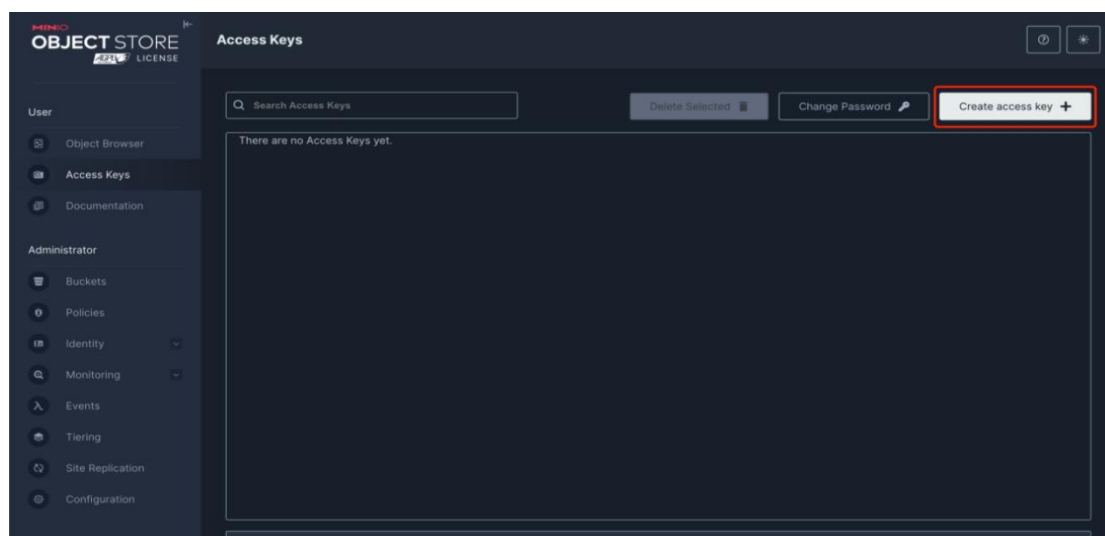 MINIO
OBJECT STORE
AGPLV3 LICENSE
Access Keys
User
Object Browser
Access Keys
Documentation
Administrator
Buckets
Policies
Identity
Monitoring
Events
Tiering
Site Replication
Configuration
Search Access Keys
Delete Selected
Change Password
Create access key +
There are no Access Keys yet.